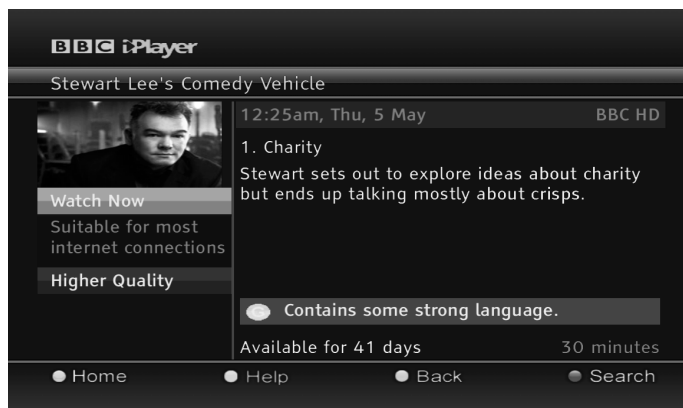 BBC iPlayer
Stewart Lee's Comedy Vehicle
12:25am, Thu, 5 May BBC HD
1. Charity
Stewart sets out to explore ideas about charity
but ends up talking mostly about crisps.
Watch Now
Suitable for most
internet connections
Higher Quality
G Contains some strong language.
Available for 41 days 30 minutes
Home Help Back Search